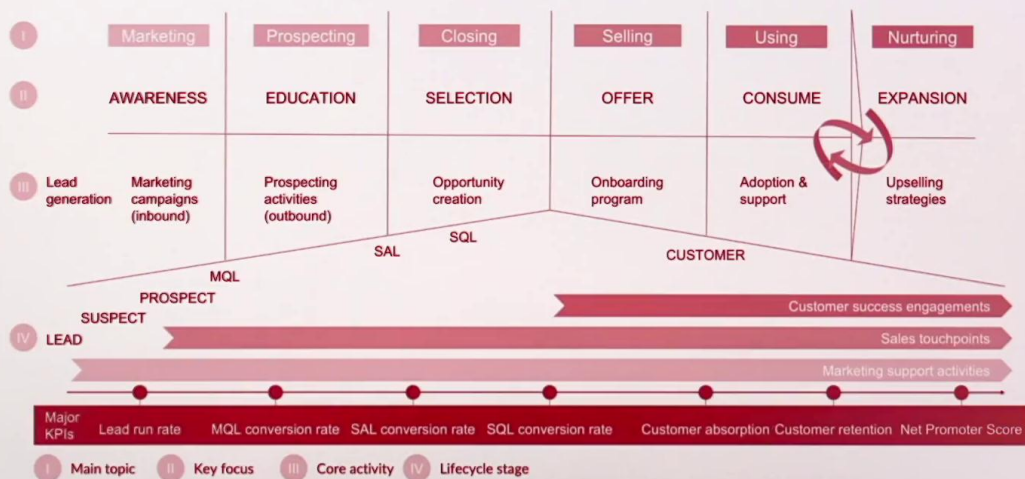 I Marketing Prospecting Closing Selling Using Nurturing
II AWARENESS EDUCATION SELECTION OFFER CONSUME EXPANSION
III Lead
generation
Marketing
campaigns
(inbound)
Prospecting
activities
(outbound)
Opportunity
creation
Onboarding
program
Adoption &
support
Upselling
strategies
SQL
SAL
CUSTOMER
MQL
PROSPECT
SUSPECT
IV LEAD
Customer success engagements
Sales touchpoints
Marketing support activities
Major
KPIs
Lead run rate MQL conversion rate SAL conversion rate SQL conversion rate Customer absorption Customer retention Net Promoter Score
I Main topic II Key focus III Core activity IV Lifecycle stage